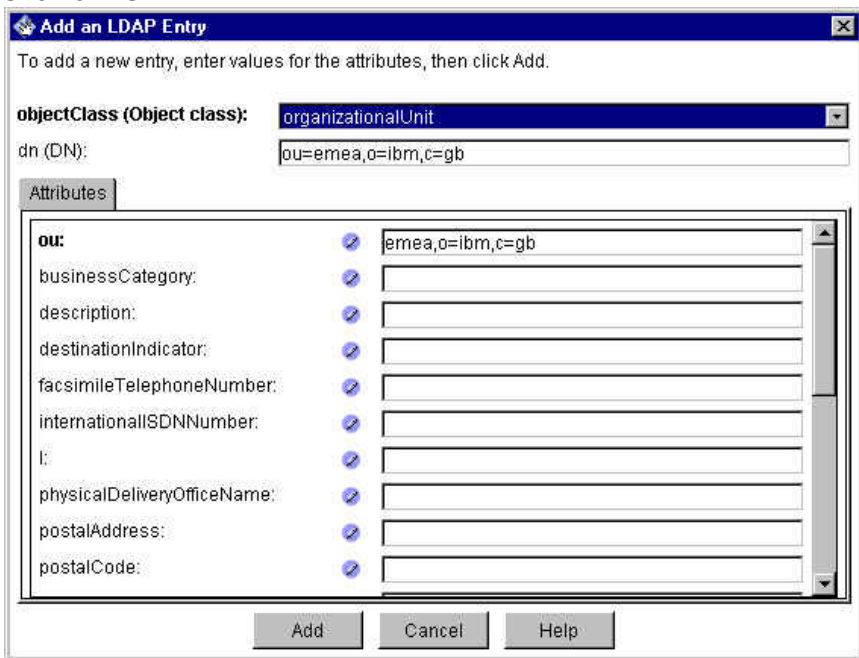 Add an LDAP Entry
To add a new entry, enter values for the attributes, then click Add.
objectClass (Object class): organizationalUnit
dn (DN): ou=emea,o=ibm,c=gb
Attributes
ou: emea,o=ibm,c=gb
businessCategory:
description:
destinationIndicator:
facsimileTelephoneNumber:
internationalISDNNumber:
l:
physicalDeliveryOfficeName:
postalAddress:
postalCode:
Add Cancel Help